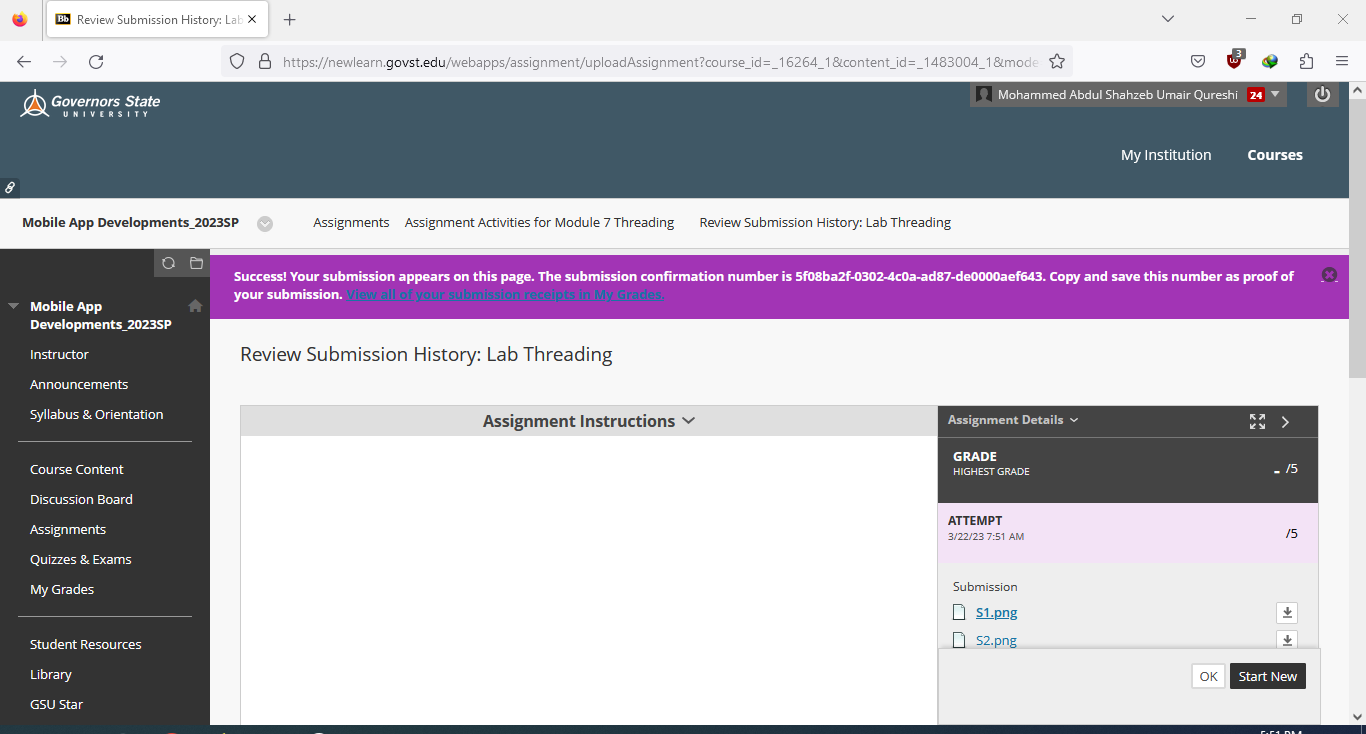 Bb Review Submission History: Lab
https://newlearn.govst.edu/webapps/assignment/uploadAssignment?course_id=_16264_1&content_id=_1483004_1&mode
3
Governors State
UNIVERSITY
Mohammed Abdul Shahzeb Umair Qureshi 24
My Institution Courses
Mobile App Developments_2023SP Assignments Assignment Activities for Module 7 Threading Review Submission History: Lab Threading
Success! Your submission appears on this page. The submission confirmation number is 5f08ba2f-0302-4c0a-ad87-de0000aef643. Copy and save this number as proof of
your submission. View all of your submission receipts in My Grades.
Mobile App
Developments_2023SP
Instructor
Announcements
Syllabus & Orientation
Course Content
Discussion Board
Assignments
Quizzes & Exams
My Grades
Student Resources
Library
GSU Star
Review Submission History: Lab Threading
Assignment Instructions
Assignment Details
GRADE
HIGHEST GRADE
- /5
ATTEMPT
3/22/23 7:51 AM
/5
Submission
S1.png
S2.png
OK Start New